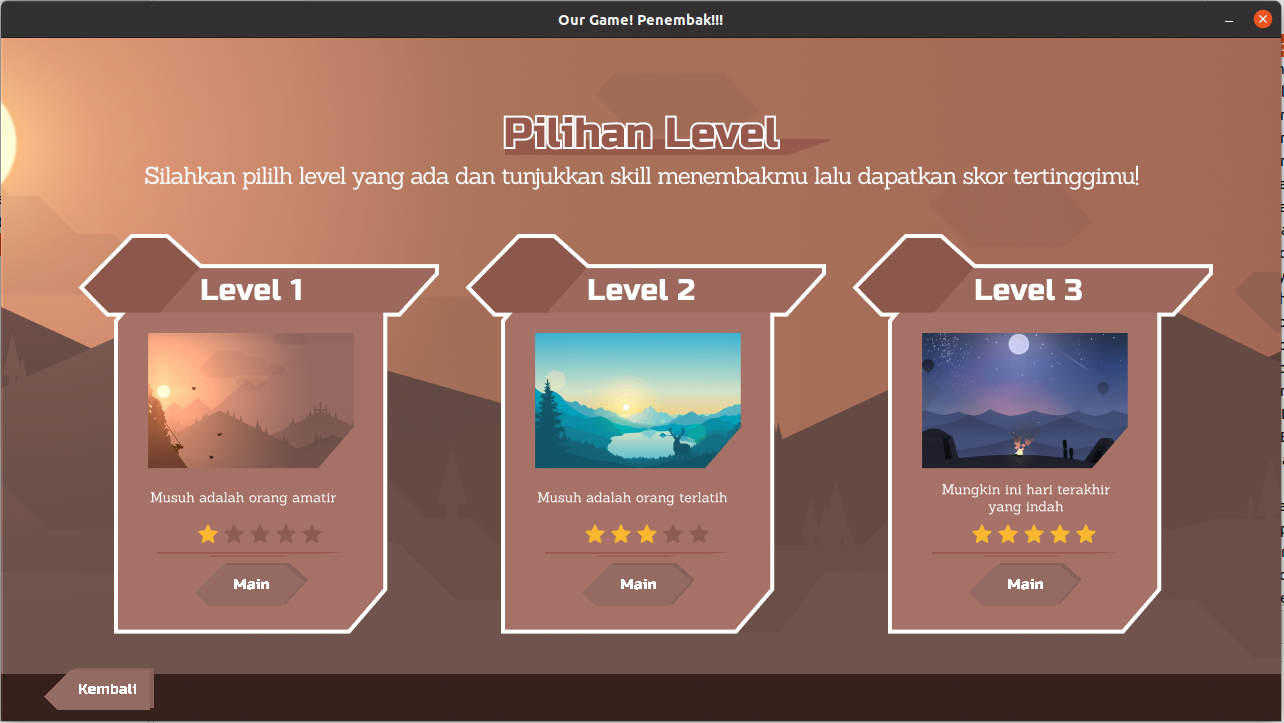 Our Game! Penembak!!!
Pilihan Level
Silahkan pililh level yang ada dan tunjukkan skill menembakmu lalu dapatkan skor tertinggimu!
Level 1
Musuh adalah orang amatir
Main
Level 2
Musuh adalah orang terlatih
Main
Level 3
Mungkin ini hari terakhir
yang indah
Main
Kembali